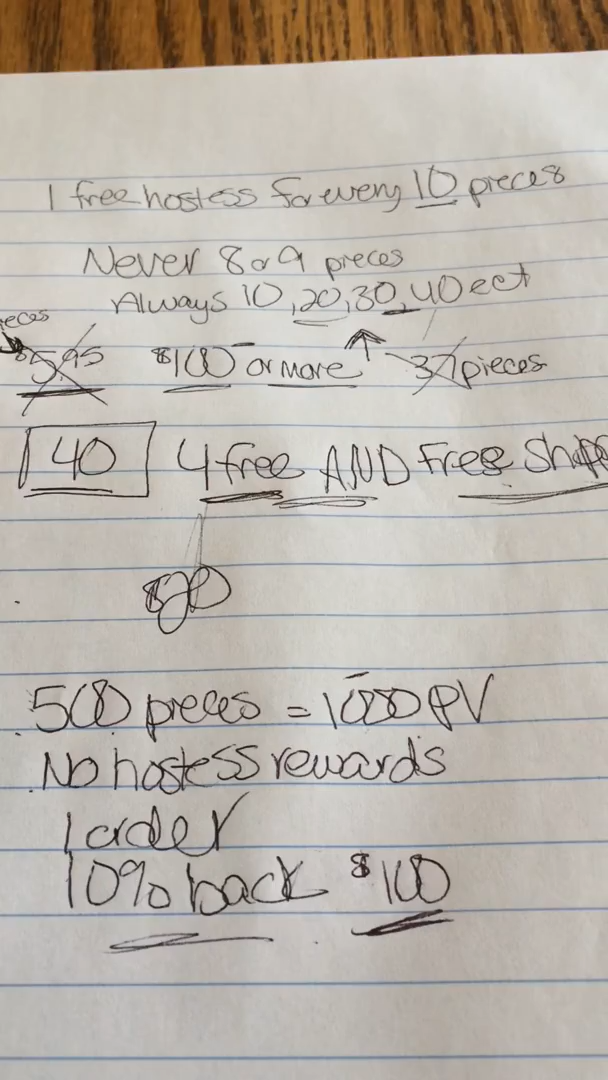 1 free hostess for every 10 pieces
Never 8 or 9 pieces
Always 10, 20, 30, 40 ect
$5.95 $100 or more 37 pieces
40 4 free AND Free
$20
500 pieces = 1000 PV
No hostess rewards
1 order
10% back $100